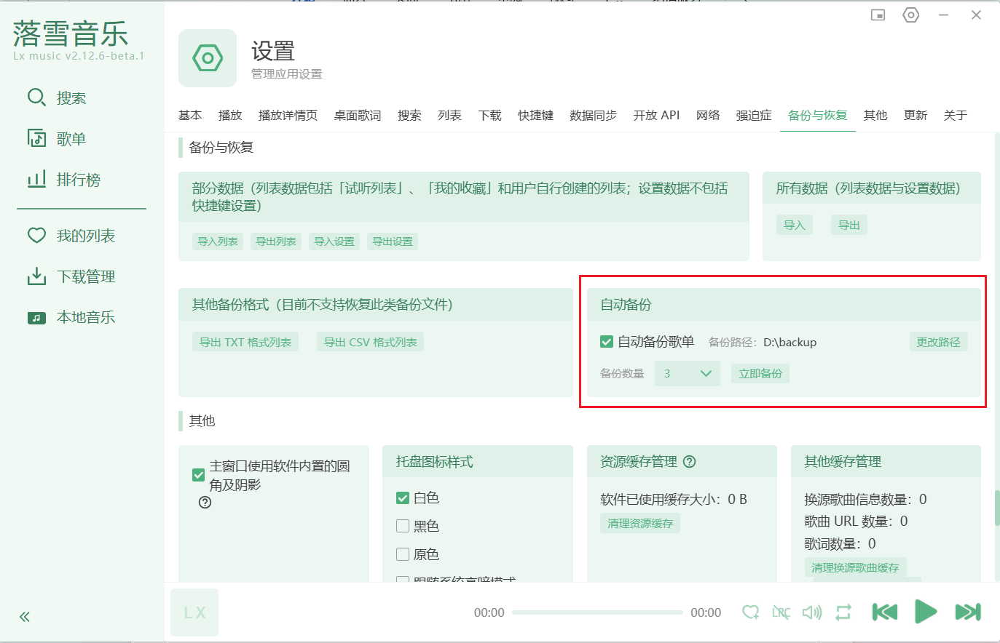 落雪音乐
Lx music v2.12.6-beta.1
搜索
歌单
排行榜
我的列表
下载管理
本地音乐
设置
管理应用设置
基本 播放 播放详情页 桌面歌词 搜索 列表 下载 快捷键 数据同步 开放 API 网络 强迫症 备份与恢复 其他 更新 关于
备份与恢复
部分数据（列表数据包括「试听列表」、「我的收藏」和用户自行创建的列表；设置数据不包括
快捷键设置）
导入列表 导出列表 导入设置 导出设置
所有数据（列表数据与设置数据）
导入 导出
其他备份格式（目前不支持恢复此类备份文件）
导出 TXT 格式列表 导出 CSV 格式列表
自动备份
自动备份歌单 备份路径： D:\backup 更改路径
备份数量 3 立即备份
其他
主窗口使用软件内置的圆
角及阴影
托盘图标样式
白色
黑色
原色
资源缓存管理
软件已使用缓存大小：0 B
清理资源缓存
其他缓存管理
换源歌曲信息数量：0
歌曲 URL 数量：0
歌词数量：0
清理换源歌曲缓存
LX
00:00 00:00
LRC